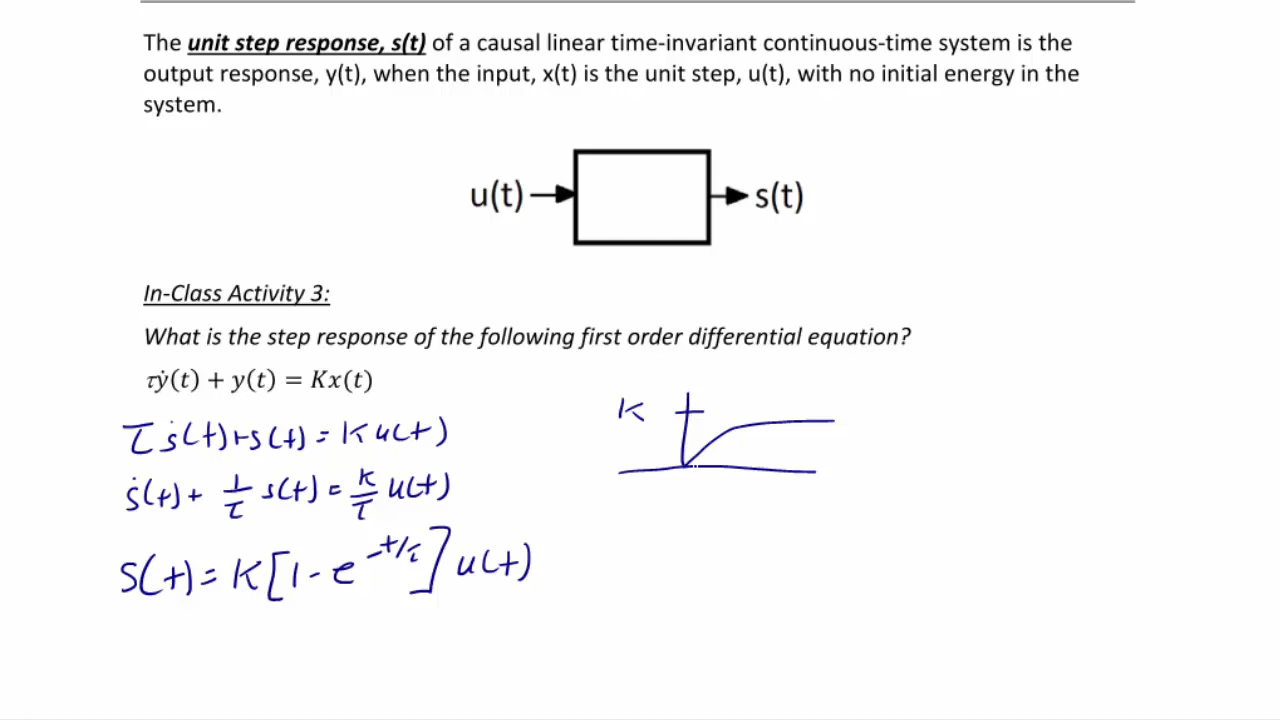 The unit step response, s(t) of a causal linear time-invariant continuous-time system is the
output response, y(t), when the input, x(t) is the unit step, u(t), with no initial energy in the
system.
u(t) s(t)
In-Class Activity 3:
What is the step response of the following first order differential equation?
τẏ(t) + y(t) = Kx(t)
τṡ(t)+s(t) = K u(t)
K
ṡ(t) + 1/τ s(t) = K/τ u(t)
s(t) = K[1 - e^{-t/τ}] u(t)